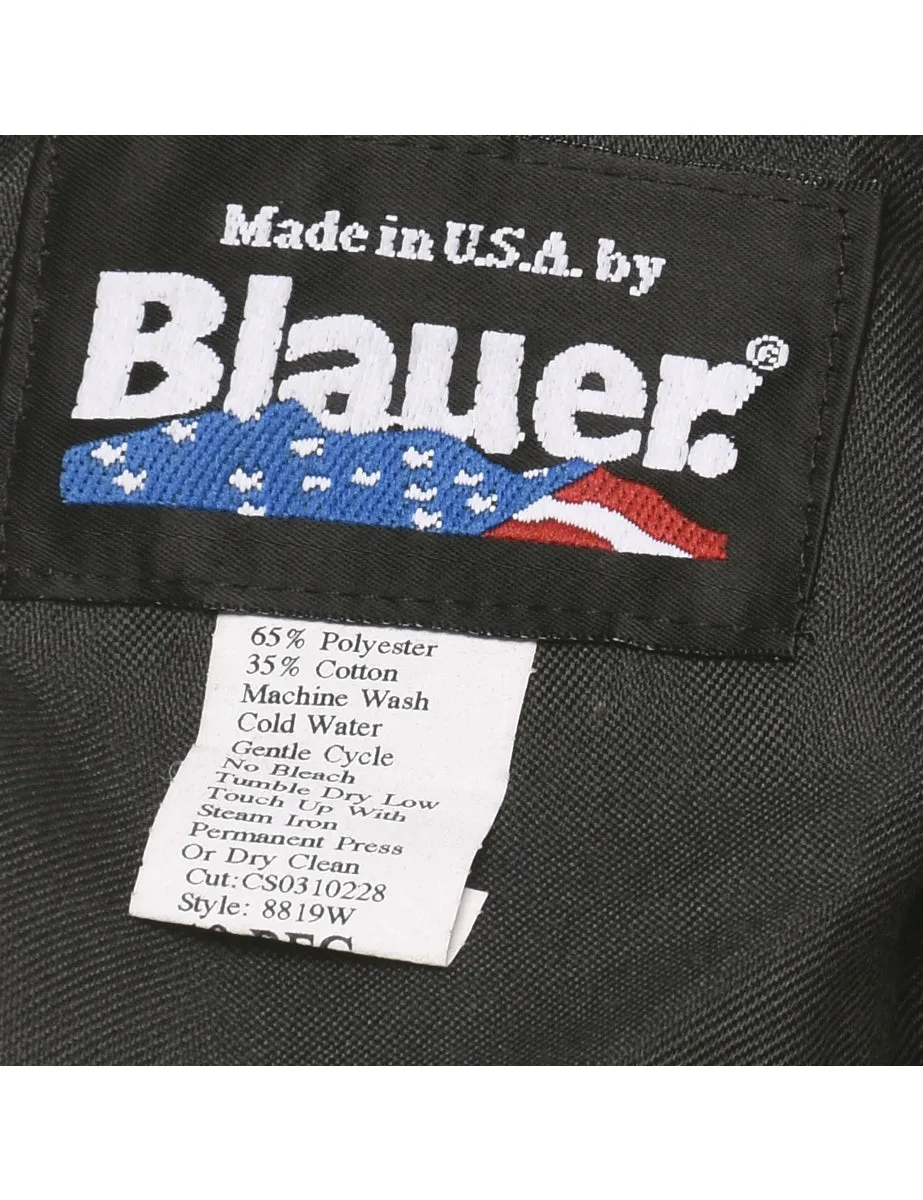 Made in U.S.A. by
Blauer.®
65% Polyester
35% Cotton
Machine Wash
Cold Water
Gentle Cycle
No Bleach
Tumble Dry Low
Touch Up With
Steam Iron
Permanent Press
Or Dry Clean
Cut:CS0310228
Style: 8819W
REG